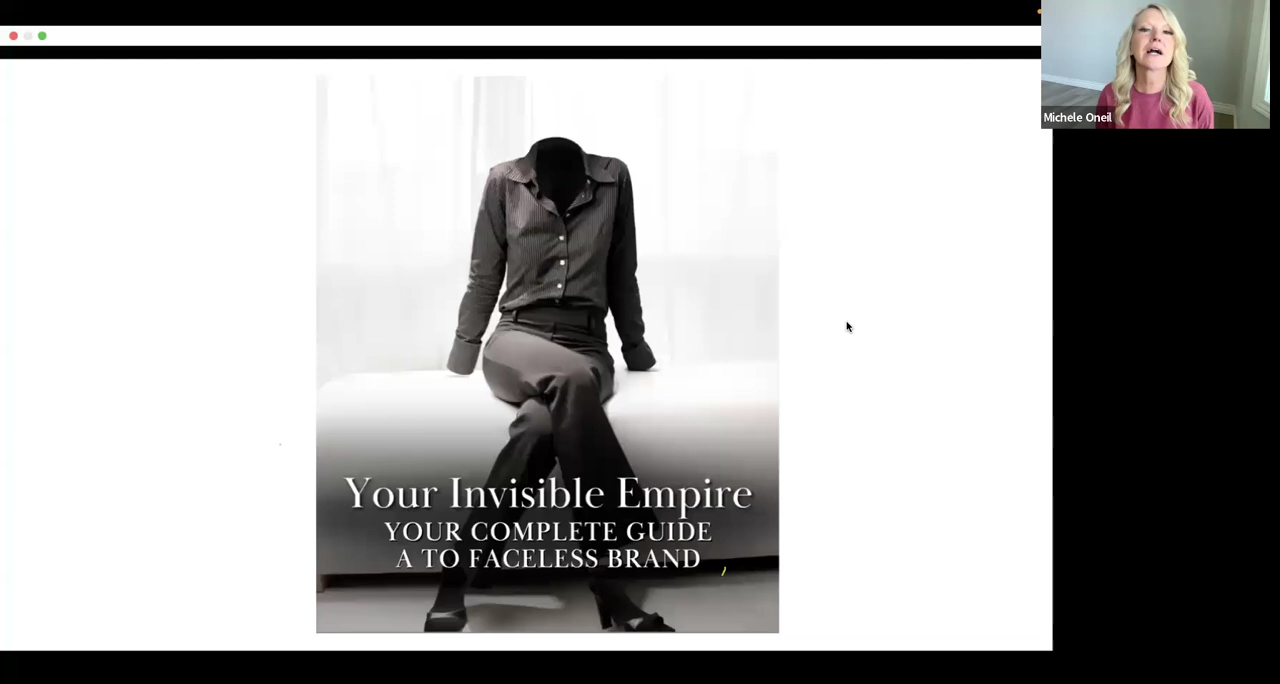 Michele Oneil
Your Invisible Empire
YOUR COMPLETE GUIDE
A TO FACELESS BRAND